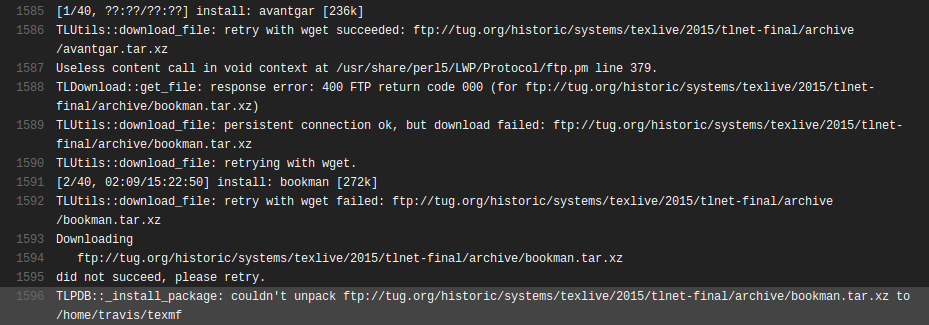 1585 [1/40, ??:??/??:??] install: avantgar [236k]
1586 TLUtils::download_file: retry with wget succeeded: ftp://tug.org/historic/systems/texlive/2015/tlnet-final/archive
/avantgar.tar.xz
1587 Useless content call in void context at /usr/share/perl5/LWP/Protocol/ftp.pm line 379.
1588 TLDownload::get_file: response error: 400 FTP return code 000 (for ftp://tug.org/historic/systems/texlive/2015/tlnet-
final/archive/bookman.tar.xz)
1589 TLUtils::download_file: persistent connection ok, but download failed: ftp://tug.org/historic/systems/texlive/2015/tlnet-
final/archive/bookman.tar.xz
1590 TLUtils::download_file: retrying with wget.
1591 [2/40, 02:09/15:22:50] install: bookman [272k]
1592 TLUtils::download_file: retry with wget failed: ftp://tug.org/historic/systems/texlive/2015/tlnet-final/archive
/bookman.tar.xz
1593 Downloading
1594 ftp://tug.org/historic/systems/texlive/2015/tlnet-final/archive/bookman.tar.xz
1595 did not succeed, please retry.
1596 TLPDB::_install_package: couldn't unpack ftp://tug.org/historic/systems/texlive/2015/tlnet-final/archive/bookman.tar.xz to
/home/travis/texmf